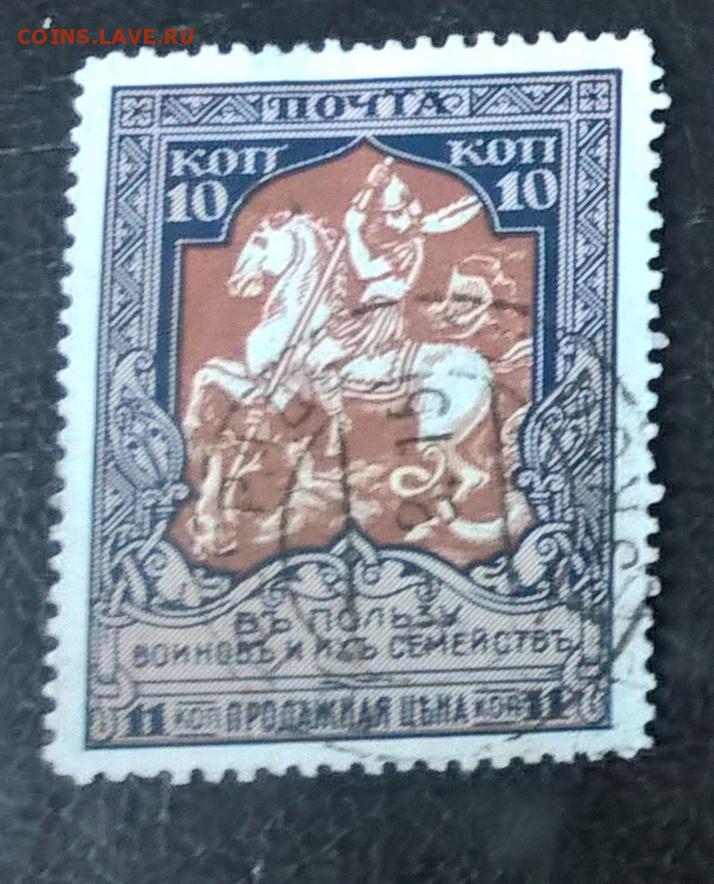 COINS.LAVE.RU
ПОЧТА
КОП КОП
10 10
15
ВЪ ПОЛЬЗУ
ВОИНОВЪ И ИХЪ СЕМЕЙСТВЪ
11 КОП ПРОДАЖНАЯ ЦѢНА КОП 11